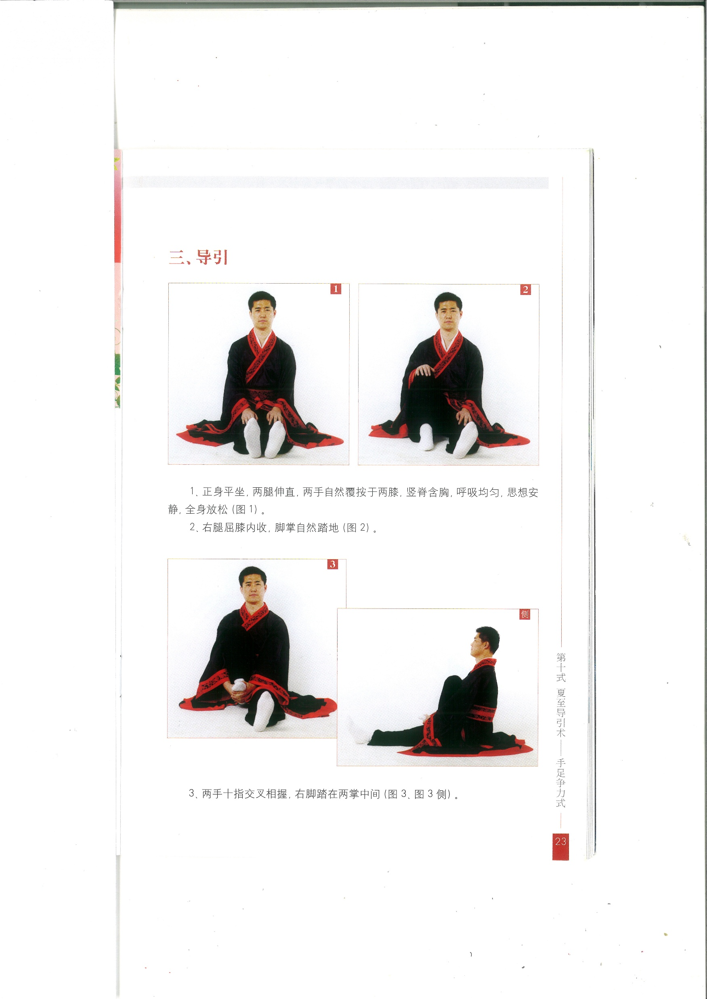 三、导引
1
2
1、正身平坐, 两腿伸直, 两手自然覆按于两膝, 竖脊含胸, 呼吸均匀, 思想安
静, 全身放松 (图 1) 。
2、右腿屈膝内收, 脚掌自然踏地 (图 2) 。
3
侧
3、两手十指交叉相握, 右脚踏在两掌中间 (图 3、图 3 侧) 。
第十式 夏至导引术——手足争力式
23